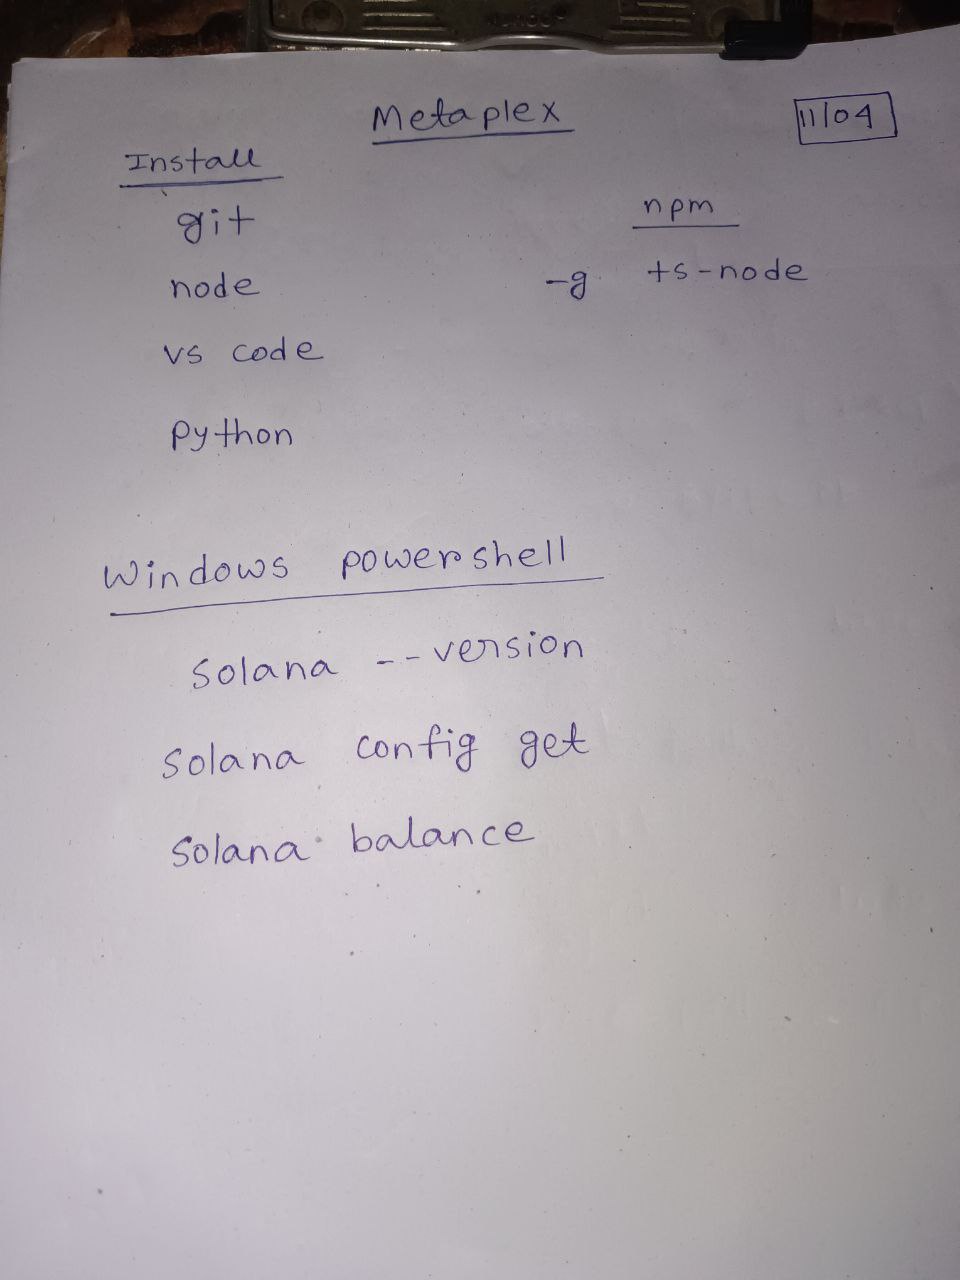 Metaplex
11/04
Install
git
node
vs code
python
npm
-g ts-node
Windows powershell
solana --version
solana config get
solana balance